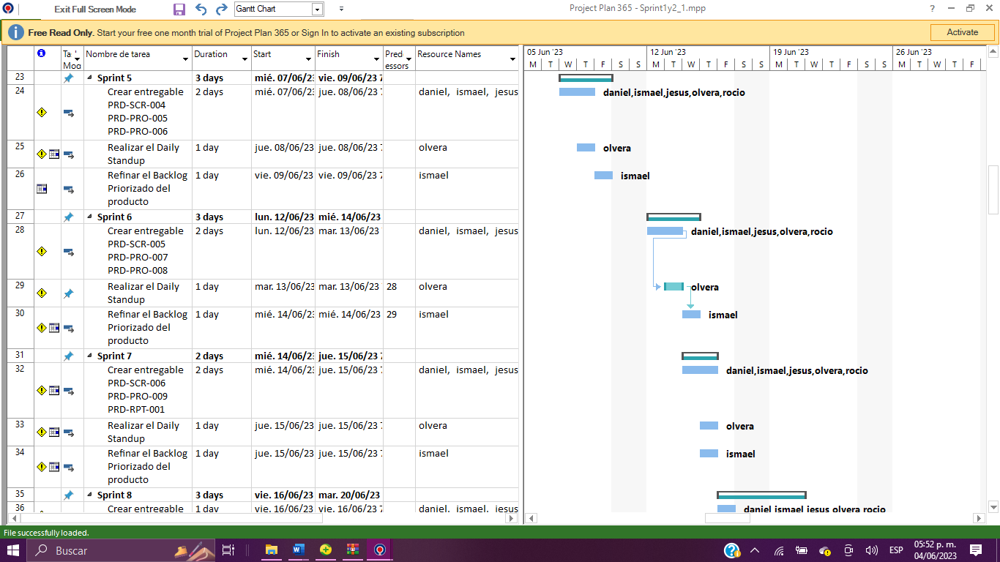 Exit Full Screen Mode
Gantt Chart
Project Plan 365 - Sprint1y2_1.mpp
Free Read Only. Start your free one month trial of Project Plan 365 or Sign In to activate an existing subscription
Activate
Ta Mod
Nombre de tarea
Duration
Start
Finish
Pred essors
Resource Names
05 Jun '23
12 Jun '23
19 Jun '23
26 Jun '23
M T W T F S S M T W T F S S M T W T F S S M T W T F
23 Sprint 5 3 days mié. 07/06/23 vie. 09/06/23 7
24 Crear entregable 2 days mié. 07/06/23 jue. 08/06/23 7 daniel, ismael, jesus
PRD-SCR-004
PRD-PRO-005
PRD-PRO-006
daniel,ismael,jesus,olvera,rocio
25 Realizar el Daily 1 day jue. 08/06/23 jue. 08/06/23 7 olvera
Standup
olvera
26 Refinar el Backlog 1 day vie. 09/06/23 vie. 09/06/23 7 ismael
Priorizado del
producto
ismael
27 Sprint 6 3 days lun. 12/06/23 mié. 14/06/23
28 Crear entregable 2 days lun. 12/06/23 mar. 13/06/23 daniel, ismael, jesus
PRD-SCR-005
PRD-PRO-007
PRD-PRO-008
daniel,ismael,jesus,olvera,rocio
29 Realizar el Daily 1 day mar. 13/06/23 mar. 13/06/23 28 olvera
Standup
olvera
30 Refinar el Backlog 1 day mié. 14/06/23 mié. 14/06/23 29 ismael
Priorizado del
producto
ismael
31 Sprint 7 2 days mié. 14/06/23 jue. 15/06/23 7
32 Crear entregable 2 days mié. 14/06/23 jue. 15/06/23 7 daniel, ismael, jesus
PRD-SCR-006
PRD-PRO-009
PRD-RPT-001
daniel,ismael,jesus,olvera,rocio
33 Realizar el Daily 1 day jue. 15/06/23 jue. 15/06/23 7 olvera
Standup
olvera
34 Refinar el Backlog 1 day jue. 15/06/23 jue. 15/06/23 7 ismael
Priorizado del
producto
ismael
35 Sprint 8 3 days vie. 16/06/23 mar. 20/06/23
36 Crear entregable 1 day vie. 16/06/23 vie. 16/06/23 7 daniel, ismael, jesus
daniel,ismael,jesus,olvera,rocio
File successfully loaded.
Buscar
ESP
05:52 p. m.
04/06/2023